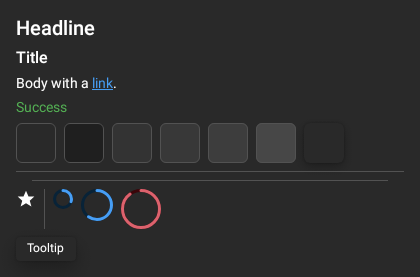 Headline
Title
Body with a link.
Success
Tooltip